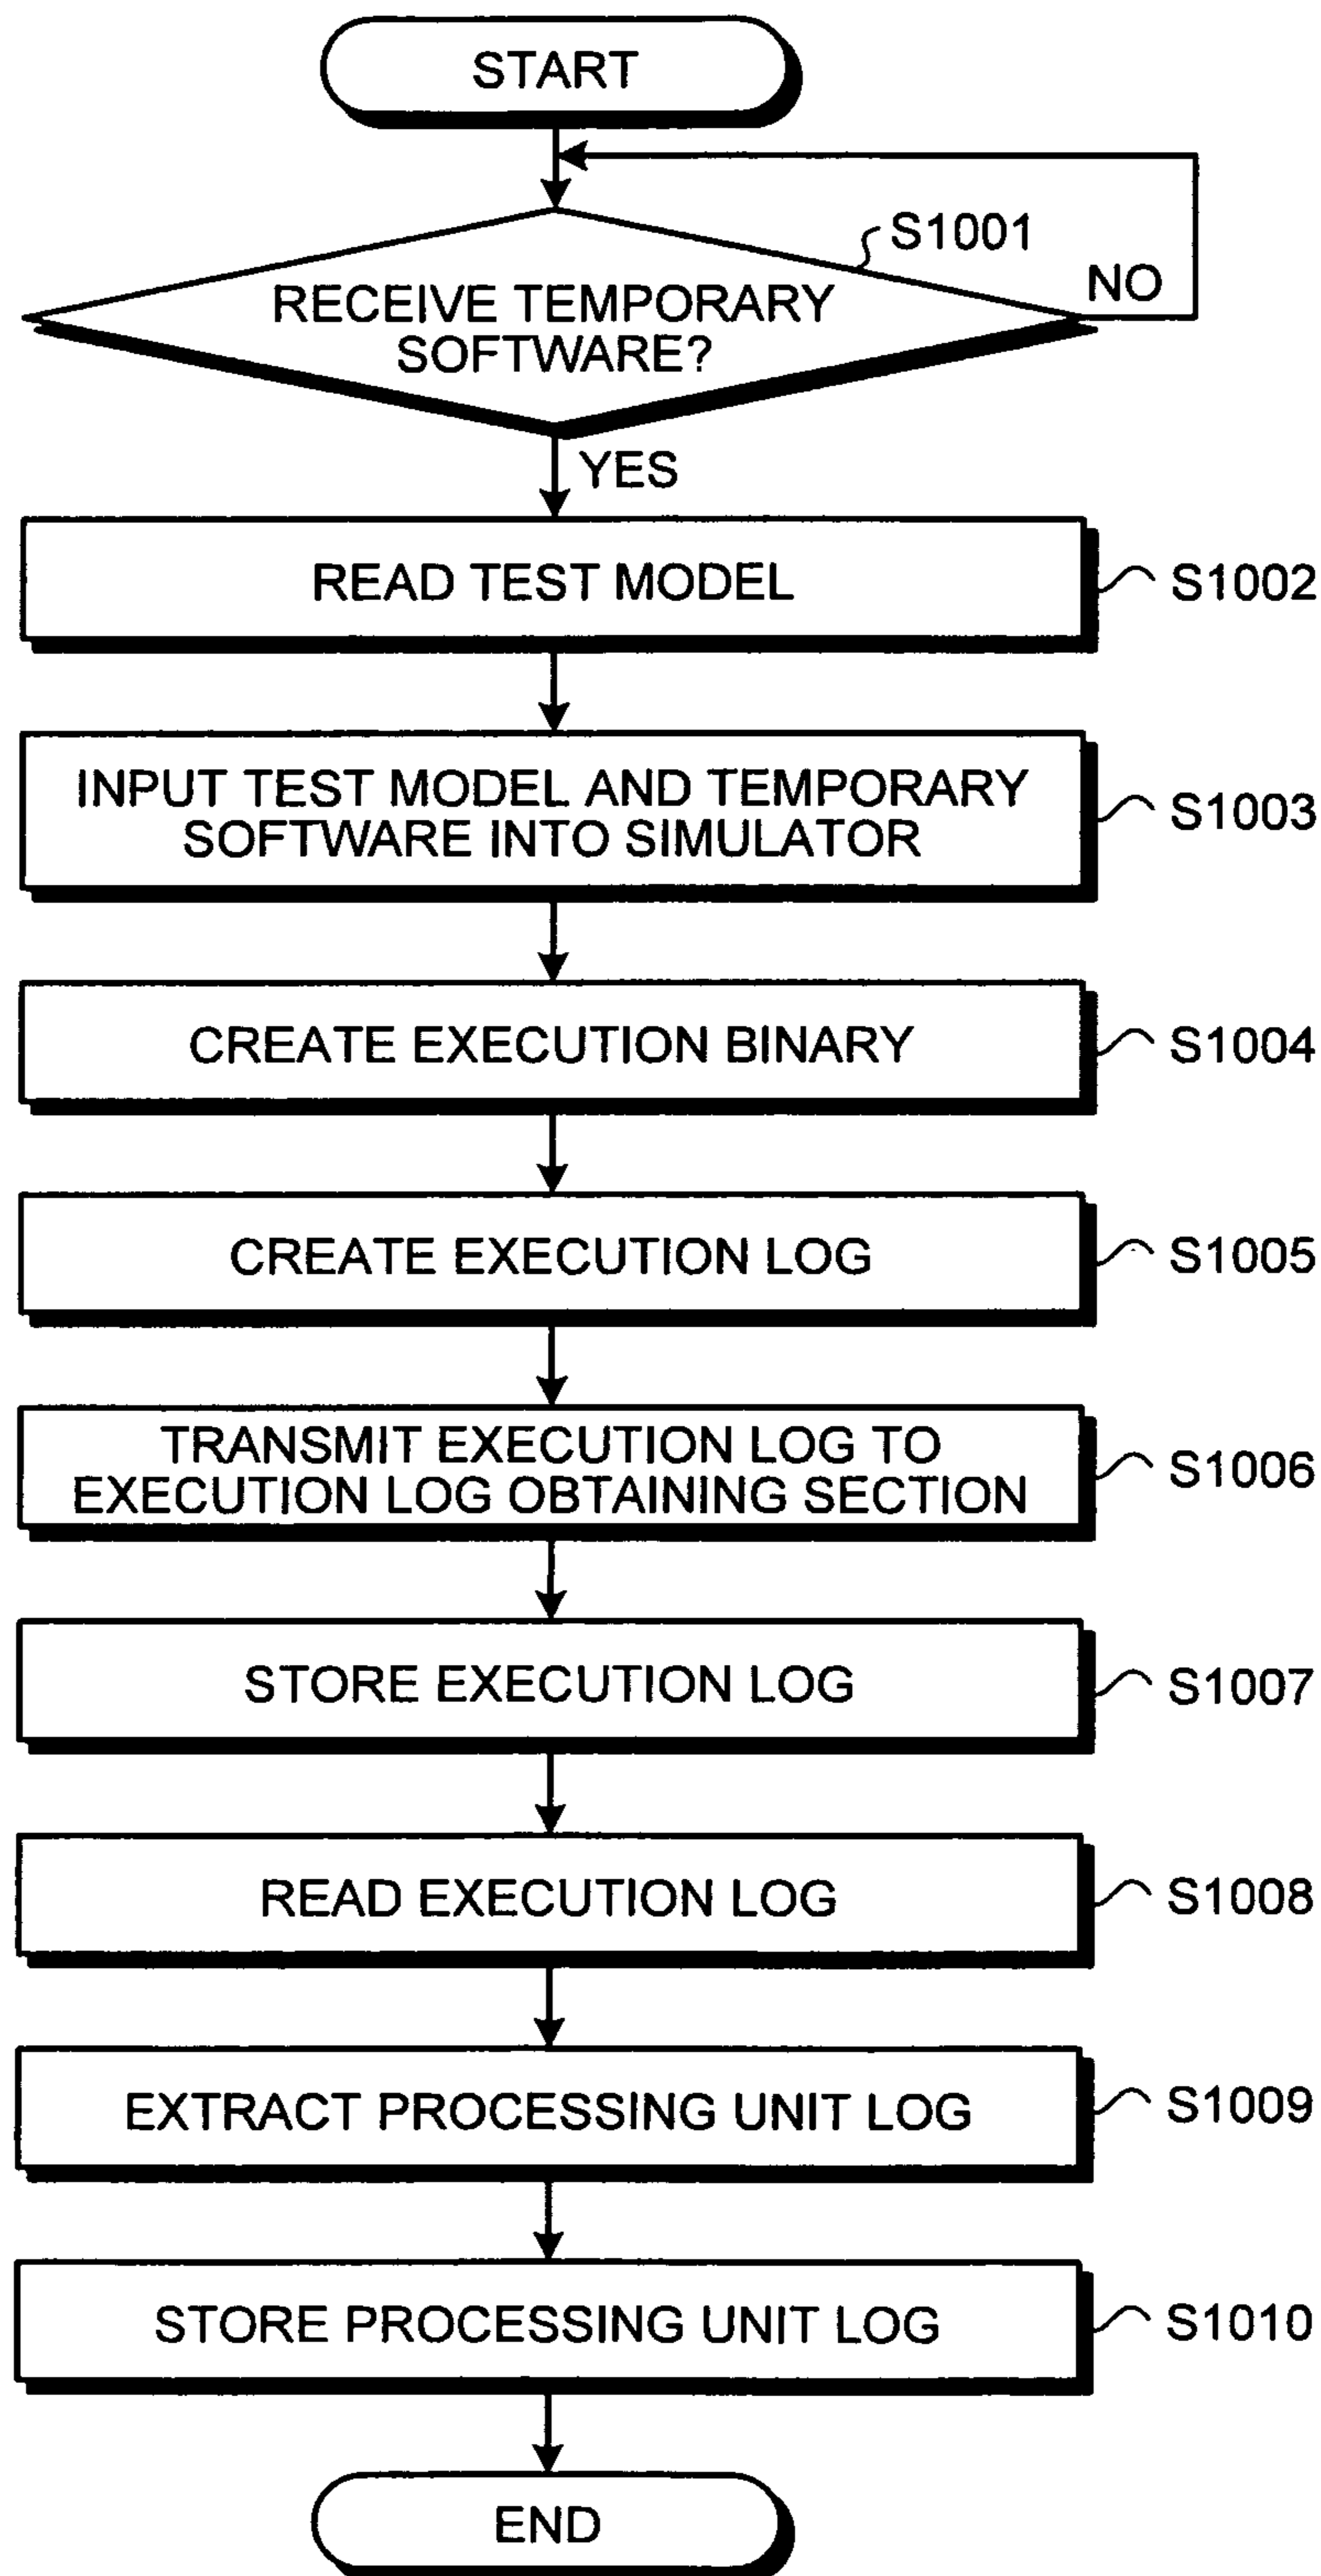 START
S1001
NO
RECEIVE TEMPORARY
SOFTWARE?
YES
READ TEST MODEL
S1002
INPUT TEST MODEL AND TEMPORARY
SOFTWARE INTO SIMULATOR
S1003
CREATE EXECUTION BINARY
S1004
CREATE EXECUTION LOG
S1005
TRANSMIT EXECUTION LOG TO
EXECUTION LOG OBTAINING SECTION
S1006
STORE EXECUTION LOG
S1007
READ EXECUTION LOG
S1008
EXTRACT PROCESSING UNIT LOG
S1009
STORE PROCESSING UNIT LOG
S1010
END